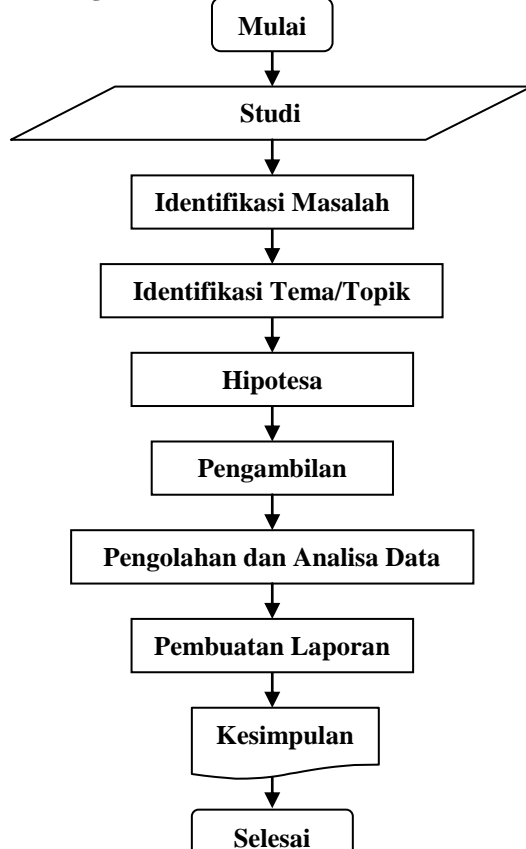 Mulai
Studi
Identifikasi Masalah
Identifikasi Tema/Topik
Hipotesa
Pengambilan
Pengolahan dan Analisa Data
Pembuatan Laporan
Kesimpulan
Selesai